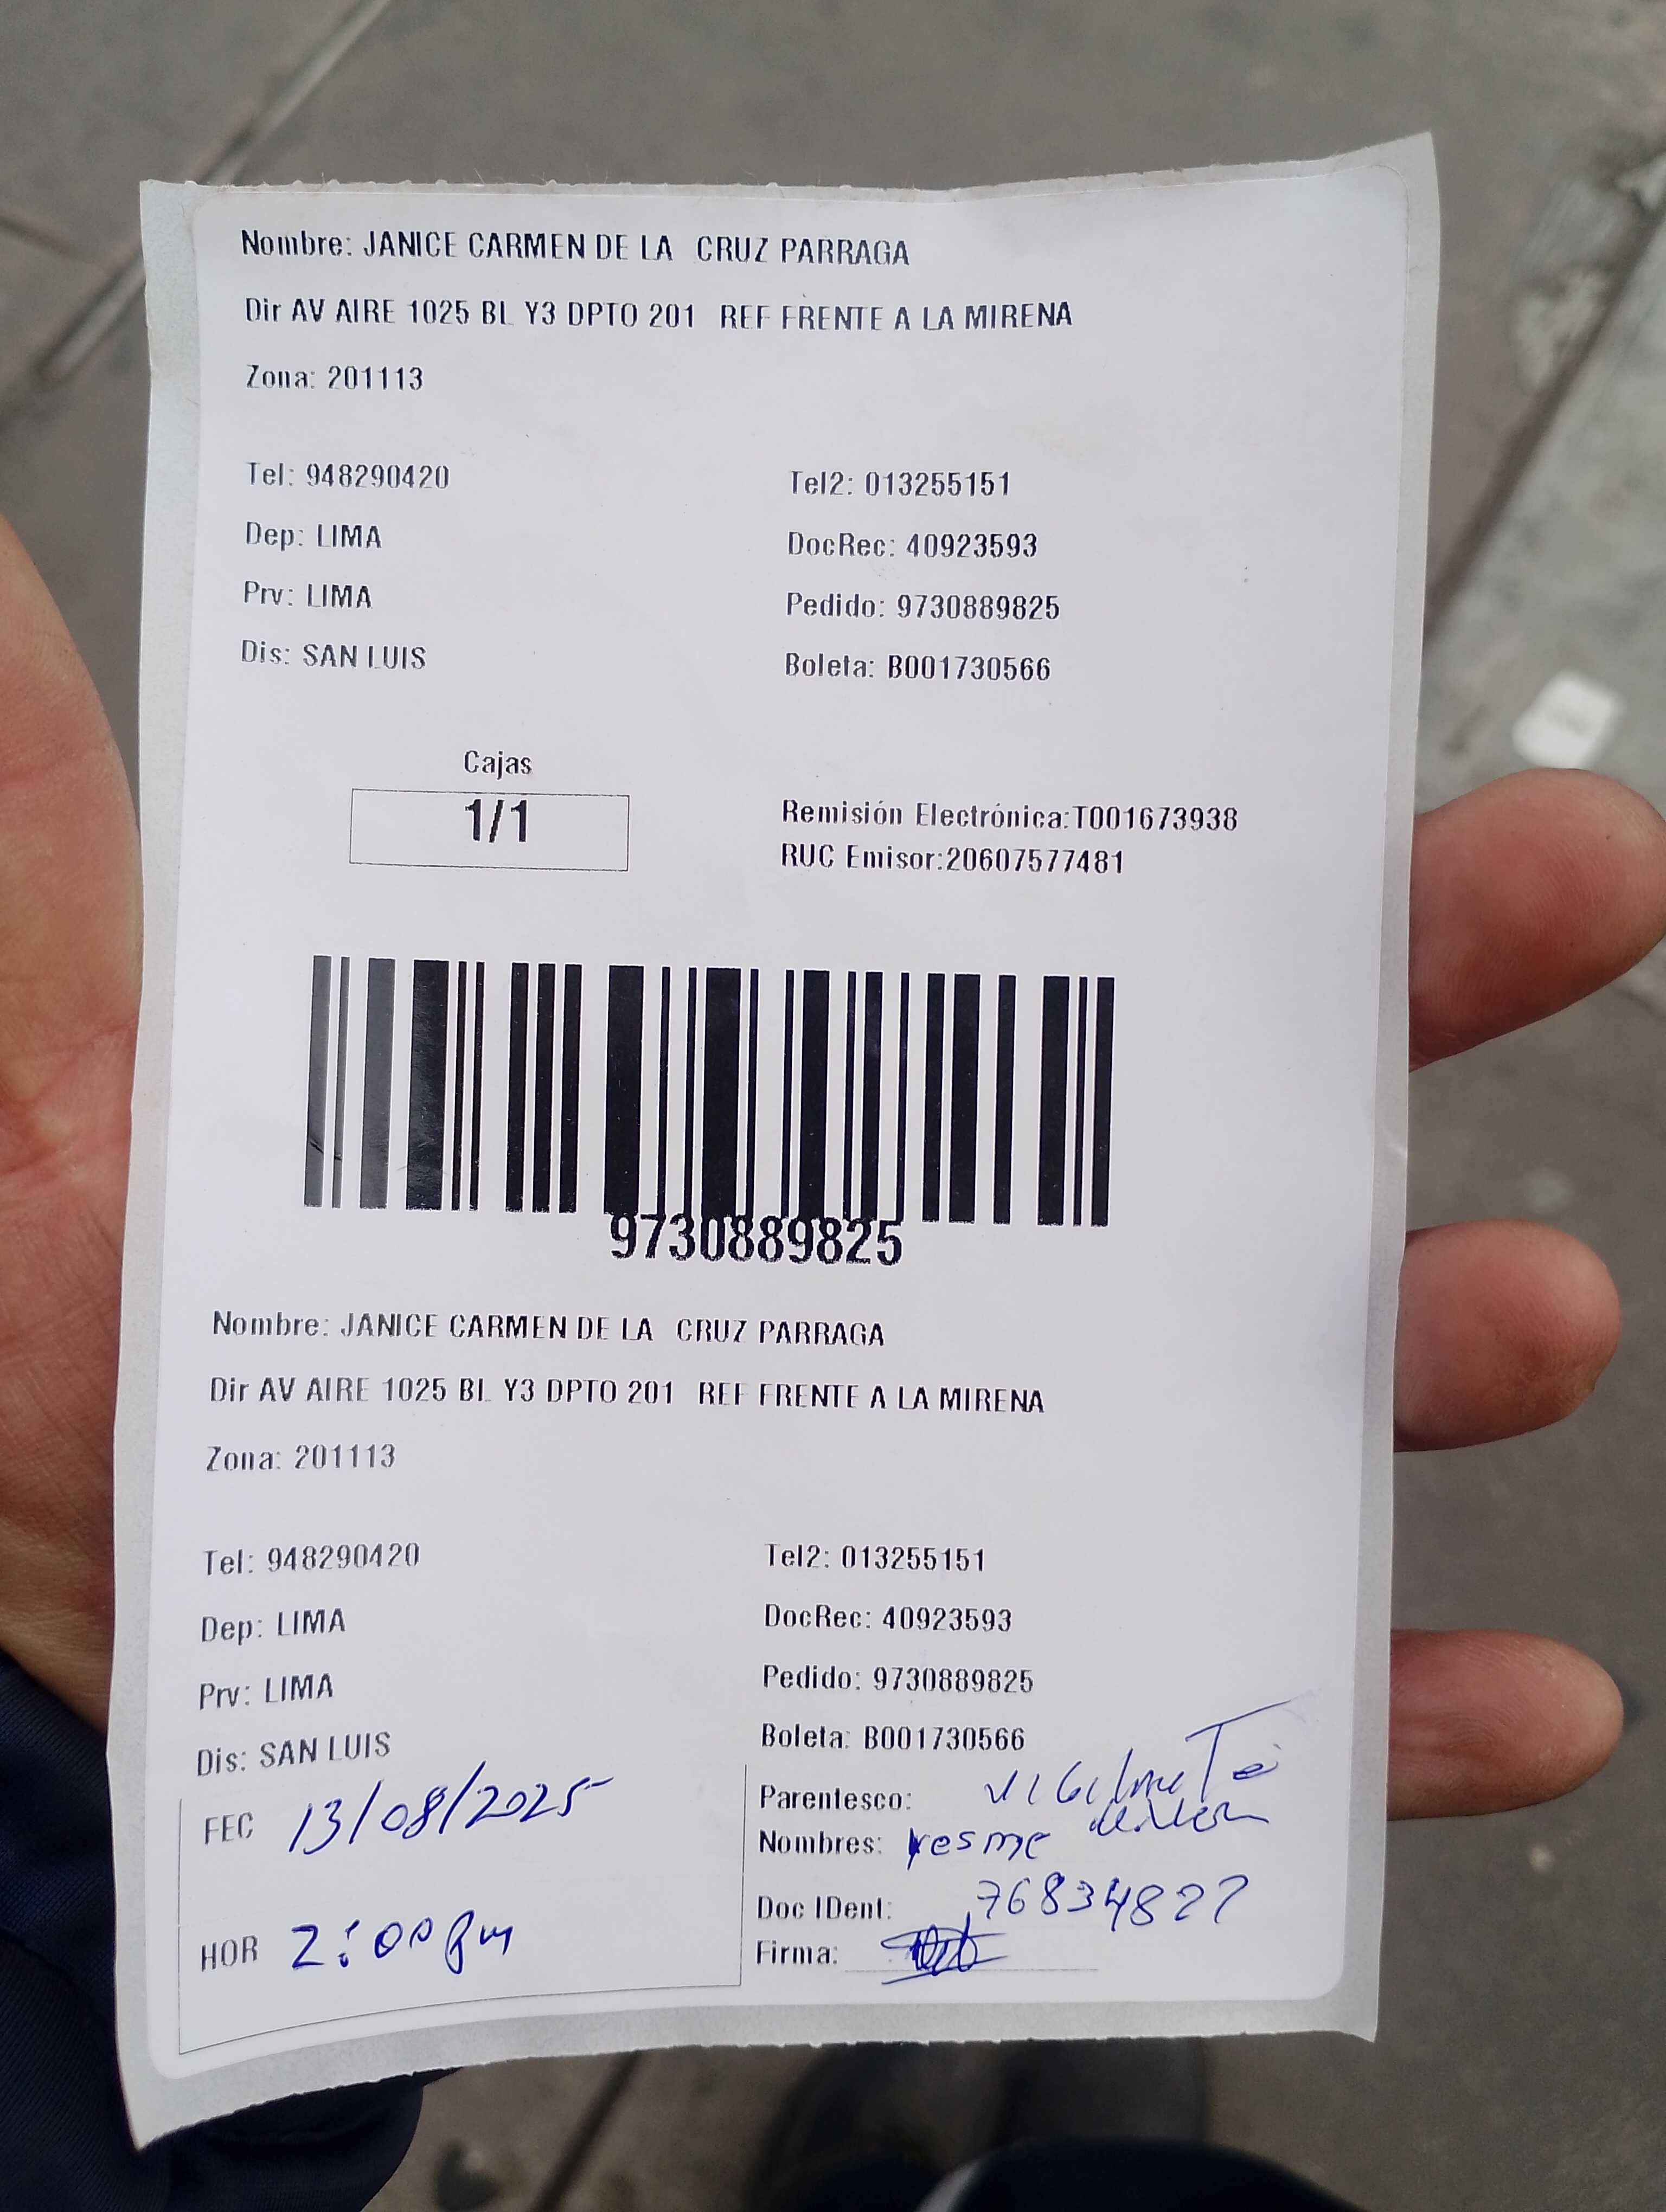 Nombre: JANICE CARMEN DE LA CRUZ PARRAGA
Dir AV AIRE 1025 BL Y3 DPTO 201 REF FRENTE A LA MIRENA
Zona: 201113
Tel: 948290420 Tel2: 013255151
Dep: LIMA DocRec: 40923593
Prv: LIMA Pedido: 9730889825
Dis: SAN LUIS Boleta: B001730566
Cajas
1/1
Remisión Electrónica:T001673938
RUC Emisor:20607577481
9730889825
Nombre: JANICE CARMEN DE LA CRUZ PARRAGA
Dir AV AIRE 1025 BL Y3 DPTO 201 REF FRENTE A LA MIRENA
Zona: 201113
Tel: 948290420 Tel2: 013255151
Dep: LIMA DocRec: 40923593
Prv: LIMA Pedido: 9730889825
Dis: SAN LUIS Boleta: B001730566
FEC 13/08/2025
HOR 2:00 pm
Parentesco:
Nombres:
Doc IDent:
Firma: